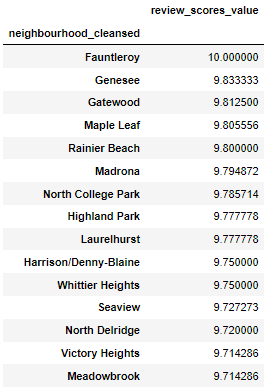 review_scores_value
neighbourhood_cleansed
Fauntleroy 10.000000
Genesee 9.833333
Gatewood 9.812500
Maple Leaf 9.805556
Rainier Beach 9.800000
Madrona 9.794872
North College Park 9.785714
Highland Park 9.777778
Laurelhurst 9.777778
Harrison/Denny-Blaine 9.750000
Whittier Heights 9.750000
Seaview 9.727273
North Delridge 9.720000
Victory Heights 9.714286
Meadowbrook 9.714286